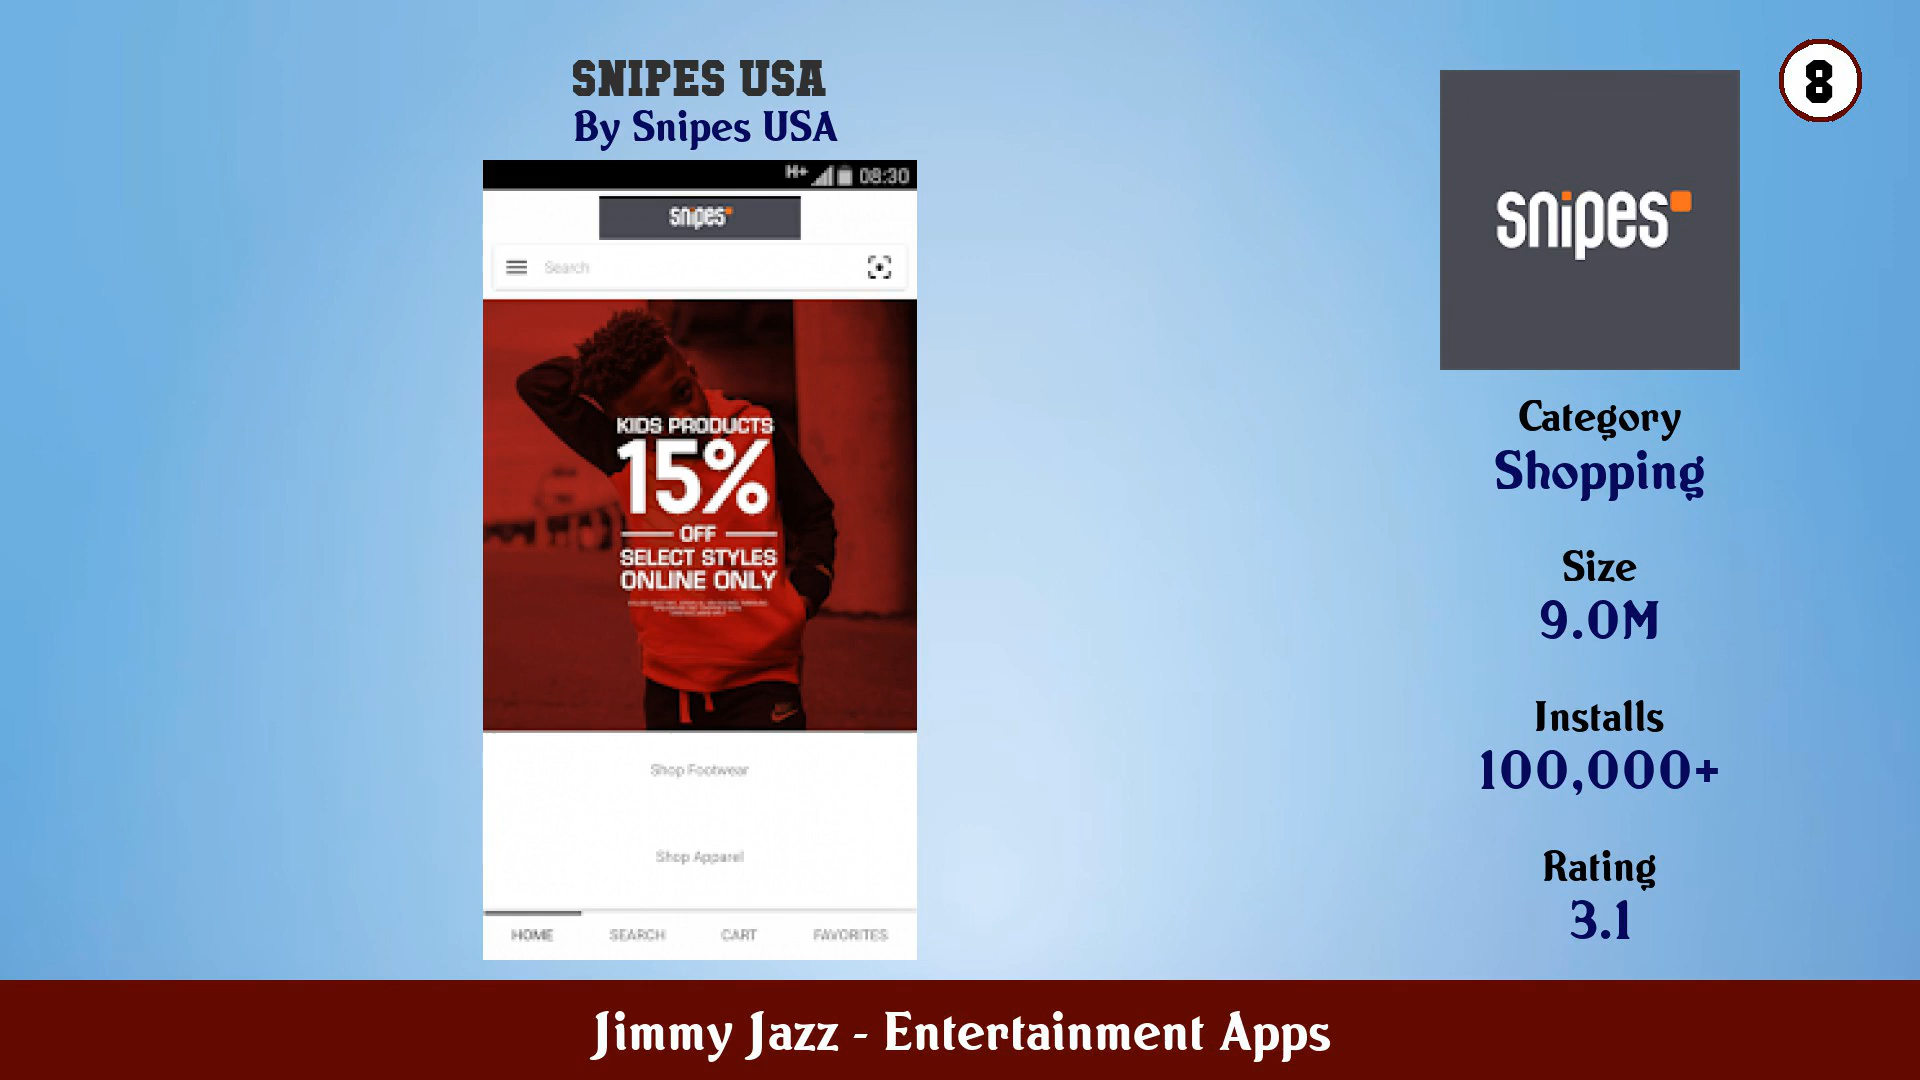 SNIPES USA
By Snipes USA
8
H+ 08:30
snipes
Search
KIDS PRODUCTS
15%
OFF
SELECT STYLES
ONLINE ONLY
Shop Footwear
Shop Apparel
HOME SEARCH CART FAVORITES
snipes
Category
Shopping
Size
9.0M
Installs
100,000+
Rating
3.1
Jimmy Jazz - Entertainment Apps